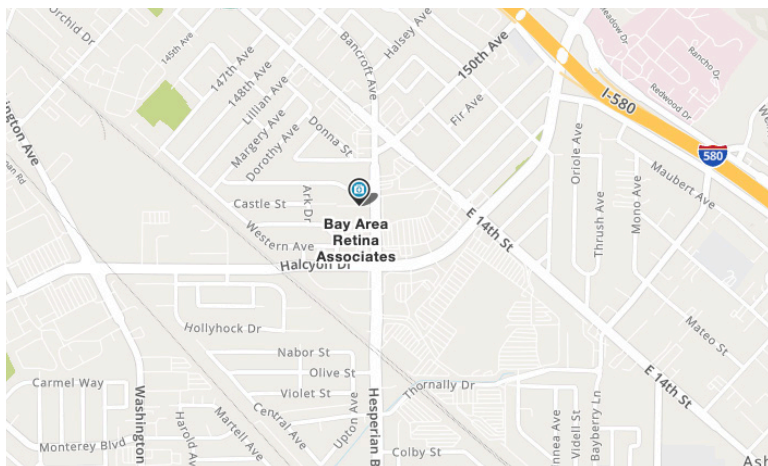 Orchid Dr
145th Ave
147th Ave
148th Ave
Lillian Ave
Margery Ave
Dorothy Ave
Donna St
Bancroft Ave
Halsey Ave
150th Ave
Fir Ave
I-580
580
Rancho Dr
Redwood Dr
Maubert Ave
Oriole Ave
Thrush Ave
Mono Ave
Castle St
Ark Dr
Bay Area
Retina
Associates
Western Ave
Halcyon Dr
E 14th St
Hollyhock Dr
Nabor St
Olive St
Violet St
Carmel Way
Washington
Harold Av
Martell Ave
Central Ave
Upton Ave
Monterey Blvd
Hesperian B
Thornally Dr
Colby St
nnea Ave
Videll St
Bayberry Ln
Mateo St
E 14th St
Ash
ngton Ave